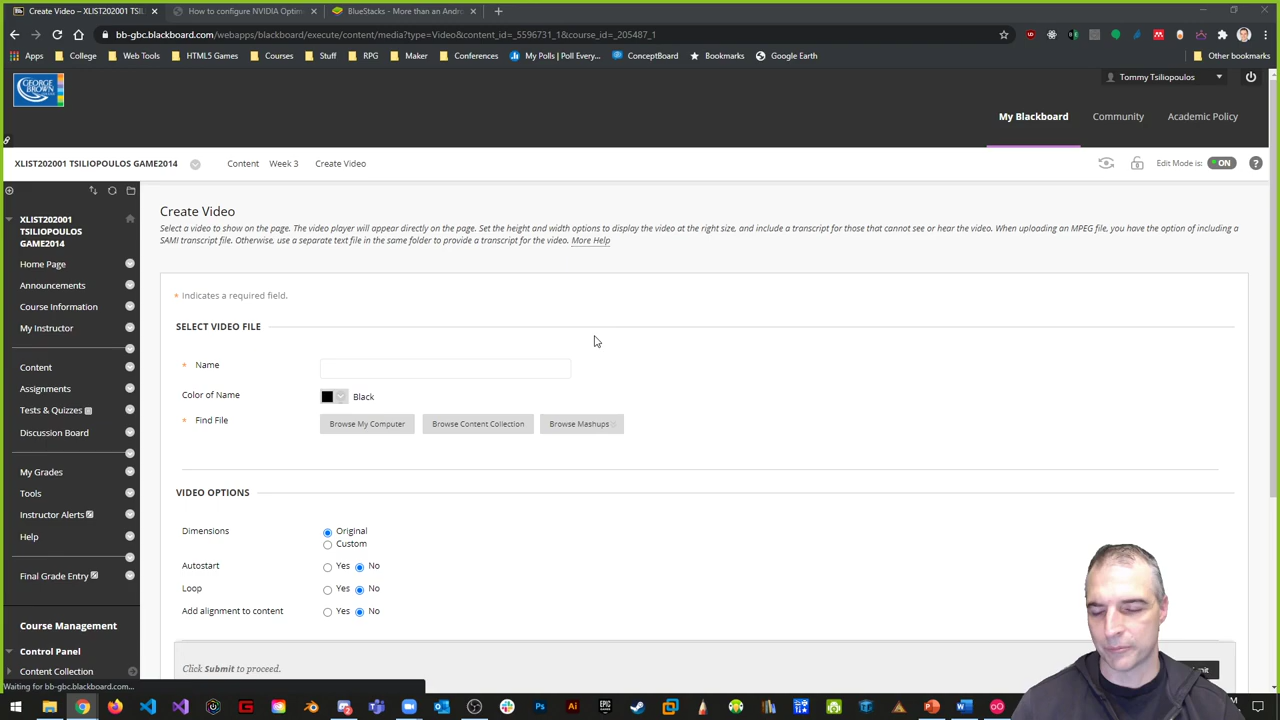 Create Video – XLIST202001 TSIL
How to configure NVIDIA Optim
BlueStacks - More than an Andro
bb-gbc.blackboard.com/webapps/blackboard/execute/content/media?type=Video&content_id=_5596731_1&course_id=_205487_1
Apps College Web Tools HTML5 Games Courses Stuff RPG Maker Conferences My Polls | Poll Every... ConceptBoard Bookmarks Google Earth Other bookmarks
GEORGE BROWN
Tommy Tsiliopoulos
My Blackboard Community Academic Policy
XLIST202001 TSILIOPOULOS GAME2014 Content Week 3 Create Video Edit Mode is: ON ?
XLIST202001
TSILIOPOULOS
GAME2014
Home Page
Announcements
Course Information
My Instructor
Content
Assignments
Tests & Quizzes
Discussion Board
My Grades
Tools
Instructor Alerts
Help
Final Grade Entry
Course Management
Control Panel
Content Collection
Create Video
Select a video to show on the page. The video player will appear directly on the page. Set the height and width options to display the video at the right size, and include a transcript for those that cannot see or hear the video. When uploading an MPEG file, you have the option of including a
SAMI transcript file. Otherwise, use a separate text file in the same folder to provide a transcript for the video. More Help
* Indicates a required field.
SELECT VIDEO FILE
* Name
Color of Name Black
* Find File Browse My Computer Browse Content Collection Browse Mashups
VIDEO OPTIONS
Dimensions Original
Custom
Autostart Yes No
Loop Yes No
Add alignment to content Yes No
Click Submit to proceed.
Waiting for bb-gbc.blackboard.com...